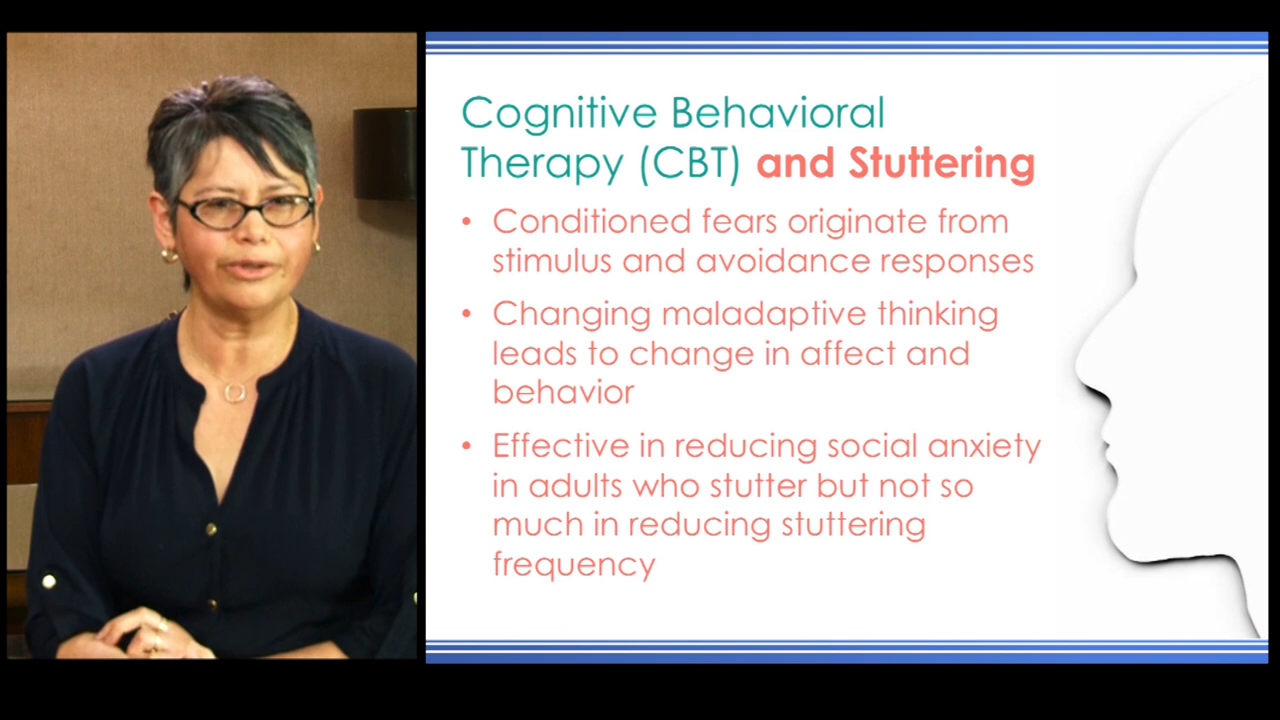 Cognitive Behavioral
Therapy (CBT) and Stuttering
• Conditioned fears originate from
stimulus and avoidance responses
• Changing maladaptive thinking
leads to change in affect and
behavior
• Effective in reducing social anxiety
in adults who stutter but not so
much in reducing stuttering
frequency